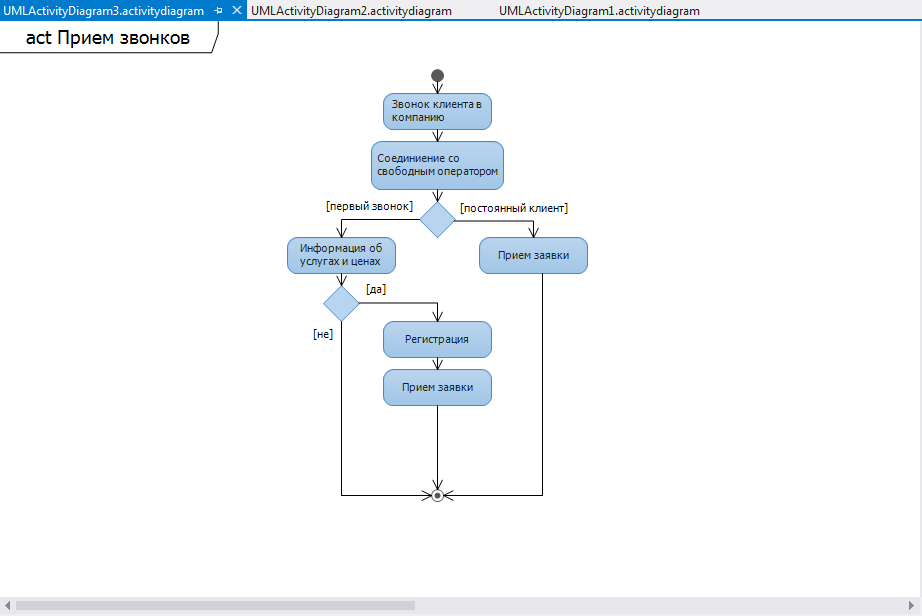 UMLActivityDiagram3.activitydiagram
UMLActivityDiagram2.activitydiagram
UMLActivityDiagram1.activitydiagram
act Прием звонков
Звонок клиента в
компанию
Соединиение со
свободным оператором
[первый звонок]
[постоянный клиент]
Информация об
услугах и ценах
Прием заявки
[да]
[не]
Регистрация
Прием заявки